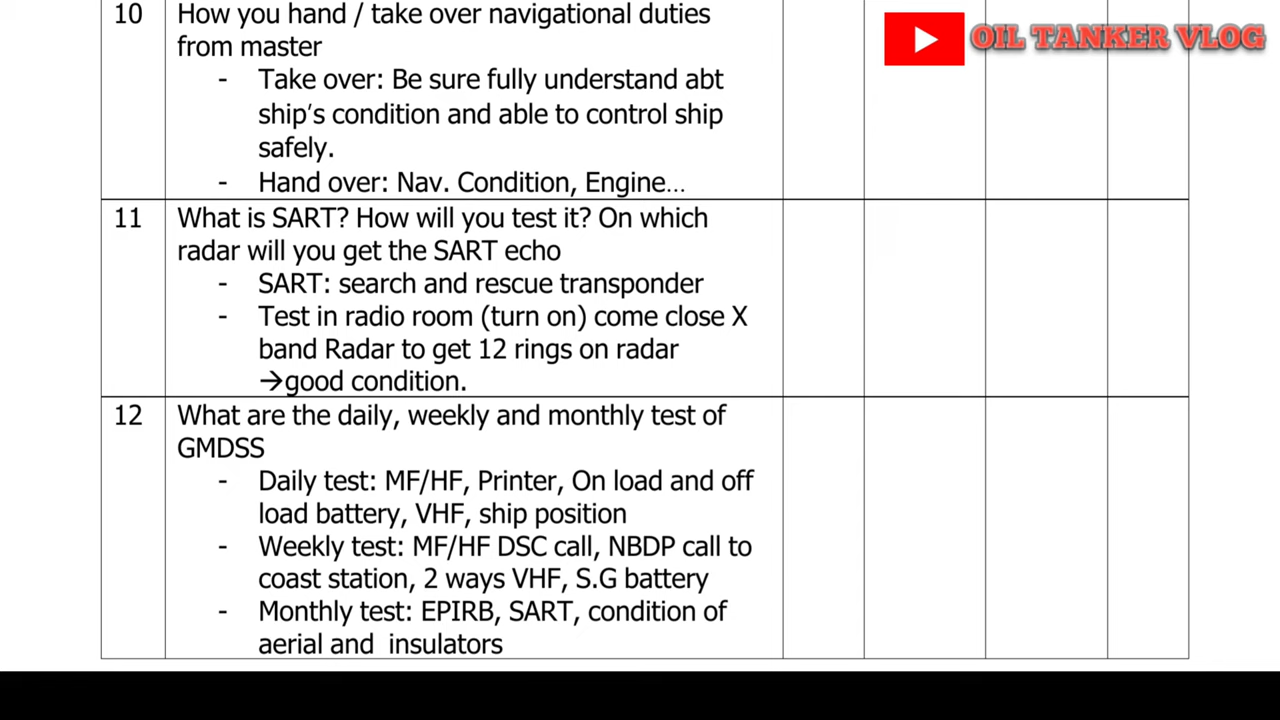 10 How you hand / take over navigational duties
OIL TANKER VLOG
from master
- Take over: Be sure fully understand abt
ship's condition and able to control ship
safely.
- Hand over: Nav. Condition, Engine...
11 What is SART? How will you test it? On which
radar will you get the SART echo
- SART: search and rescue transponder
- Test in radio room (turn on) come close X
band Radar to get 12 rings on radar
→good condition.
12 What are the daily, weekly and monthly test of
GMDSS
- Daily test: MF/HF, Printer, On load and off
load battery, VHF, ship position
- Weekly test: MF/HF DSC call, NBDP call to
coast station, 2 ways VHF, S.G battery
- Monthly test: EPIRB, SART, condition of
aerial and  insulators